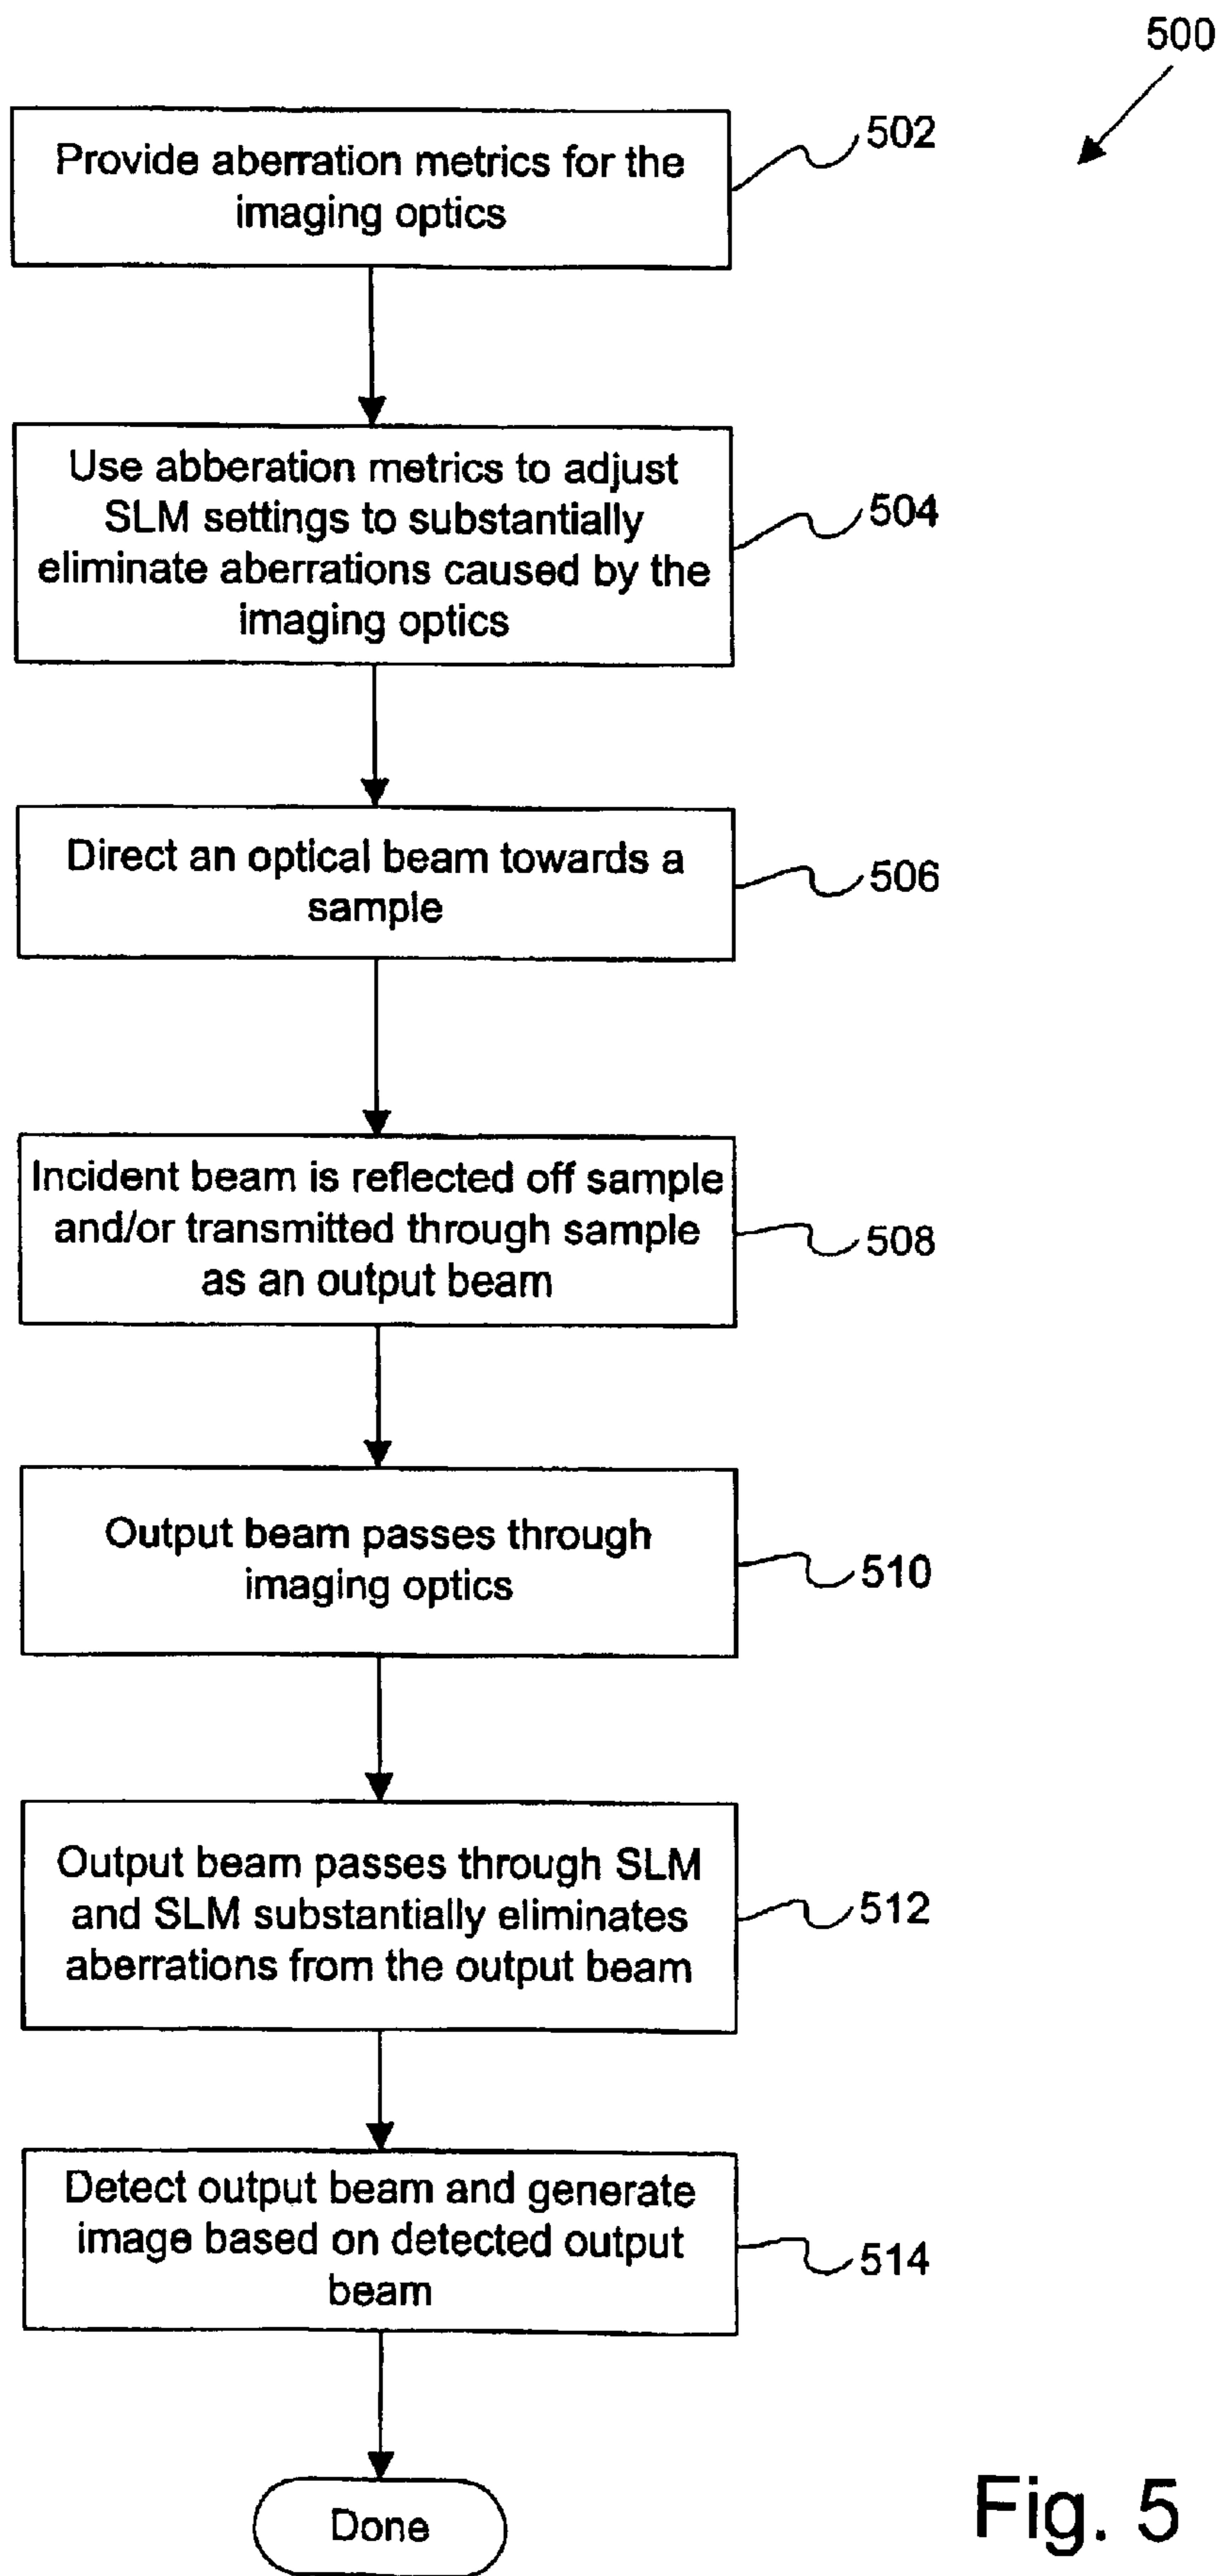 500
Provide aberration metrics for the
imaging optics
502
Use abberation metrics to adjust
SLM settings to substantially
eliminate aberrations caused by the
imaging optics
504
Direct an optical beam towards a
sample
506
Incident beam is reflected off sample
and/or transmitted through sample
as an output beam
508
Output beam passes through
imaging optics
510
Output beam passes through SLM
and SLM substantially eliminates
aberrations from the output beam
512
Detect output beam and generate
image based on detected output
beam
514
Done
Fig. 5